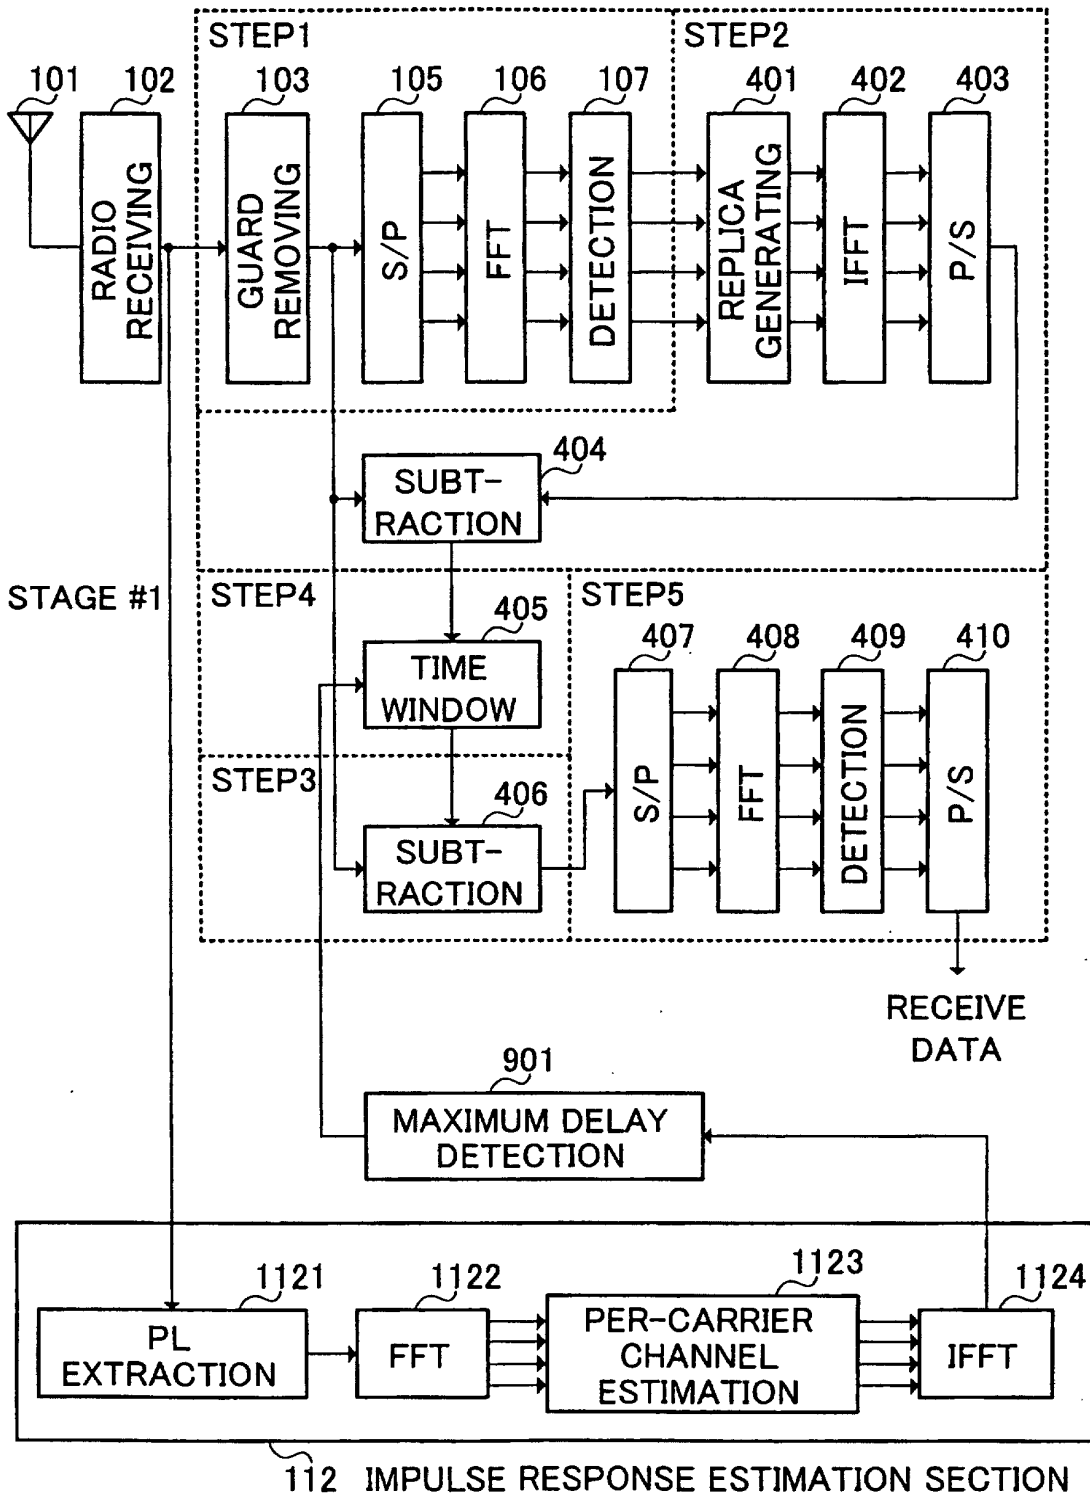 STEP1
STEP2
101
102
103
105
106
107
401
402
403
RADIO
RECEIVING
GUARD
REMOVING
S/P
FFT
DETECTION
REPLICA
GENERATING
IFFT
P/S
404
SUBT-
RACTION
STAGE #1
STEP4
STEP5
405
TIME
WINDOW
407
408
409
410
S/P
FFT
DETECTION
P/S
STEP3
406
SUBT-
RACTION
RECEIVE
DATA
901
MAXIMUM DELAY
DETECTION
1121
1122
1123
1124
PL
EXTRACTION
FFT
PER-CARRIER
CHANNEL
ESTIMATION
IFFT
112 IMPULSE RESPONSE ESTIMATION SECTION